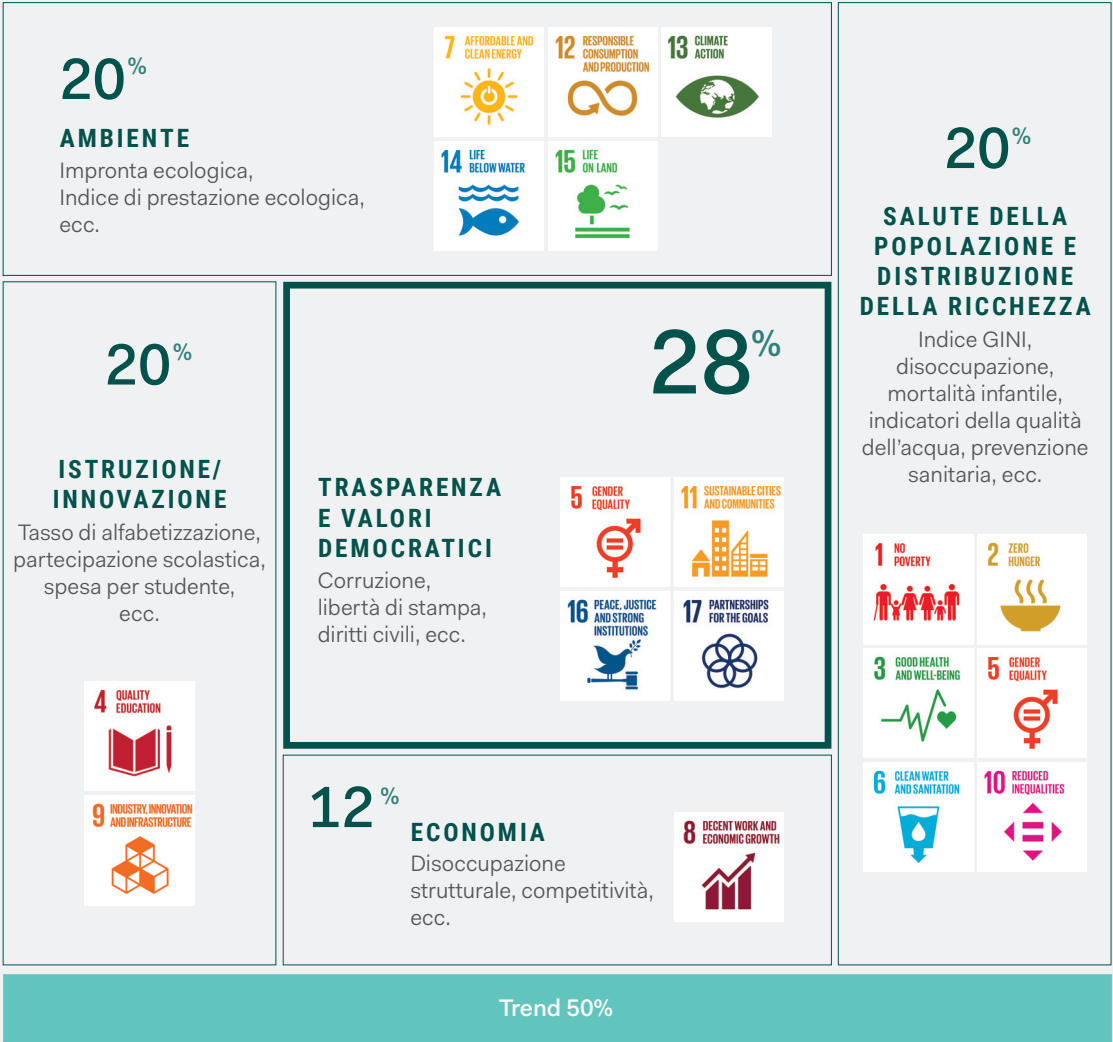 20%
AMBIENTE
Impronta ecologica,
Indice di prestazione ecologica,
ecc.
7 AFFORDABLE AND
CLEAN ENERGY
12 RESPONSIBLE
CONSUMPTION
AND PRODUCTION
13 CLIMATE
ACTION
14 LIFE
BELOW WATER
15 LIFE
ON LAND
20%
SALUTE DELLA
POPOLAZIONE E
DISTRIBUZIONE
DELLA RICCHEZZA
Indice GINI,
disoccupazione,
mortalità infantile,
indicatori della qualità
dell'acqua, prevenzione
sanitaria, ecc.
1 NO
POVERTY
2 ZERO
HUNGER
3 GOOD HEALTH
AND WELL-BEING
5 GENDER
EQUALITY
6 CLEAN WATER
AND SANITATION
10 REDUCED
INEQUALITIES
20%
ISTRUZIONE/
INNOVAZIONE
Tasso di alfabetizzazione,
partecipazione scolastica,
spesa per studente,
ecc.
4 QUALITY
EDUCATION
9 INDUSTRY, INNOVATION
AND INFRASTRUCTURE
28%
TRASPARENZA
E VALORI
DEMOCRATICI
Corruzione,
libertà di stampa,
diritti civili, ecc.
5 GENDER
EQUALITY
11 SUSTAINABLE CITIES
AND COMMUNITIES
16 PEACE, JUSTICE
AND STRONG
INSTITUTIONS
17 PARTNERSHIPS
FOR THE GOALS
12%
ECONOMIA
Disoccupazione
strutturale, competitività,
ecc.
8 DECENT WORK AND
ECONOMIC GROWTH
Trend 50%